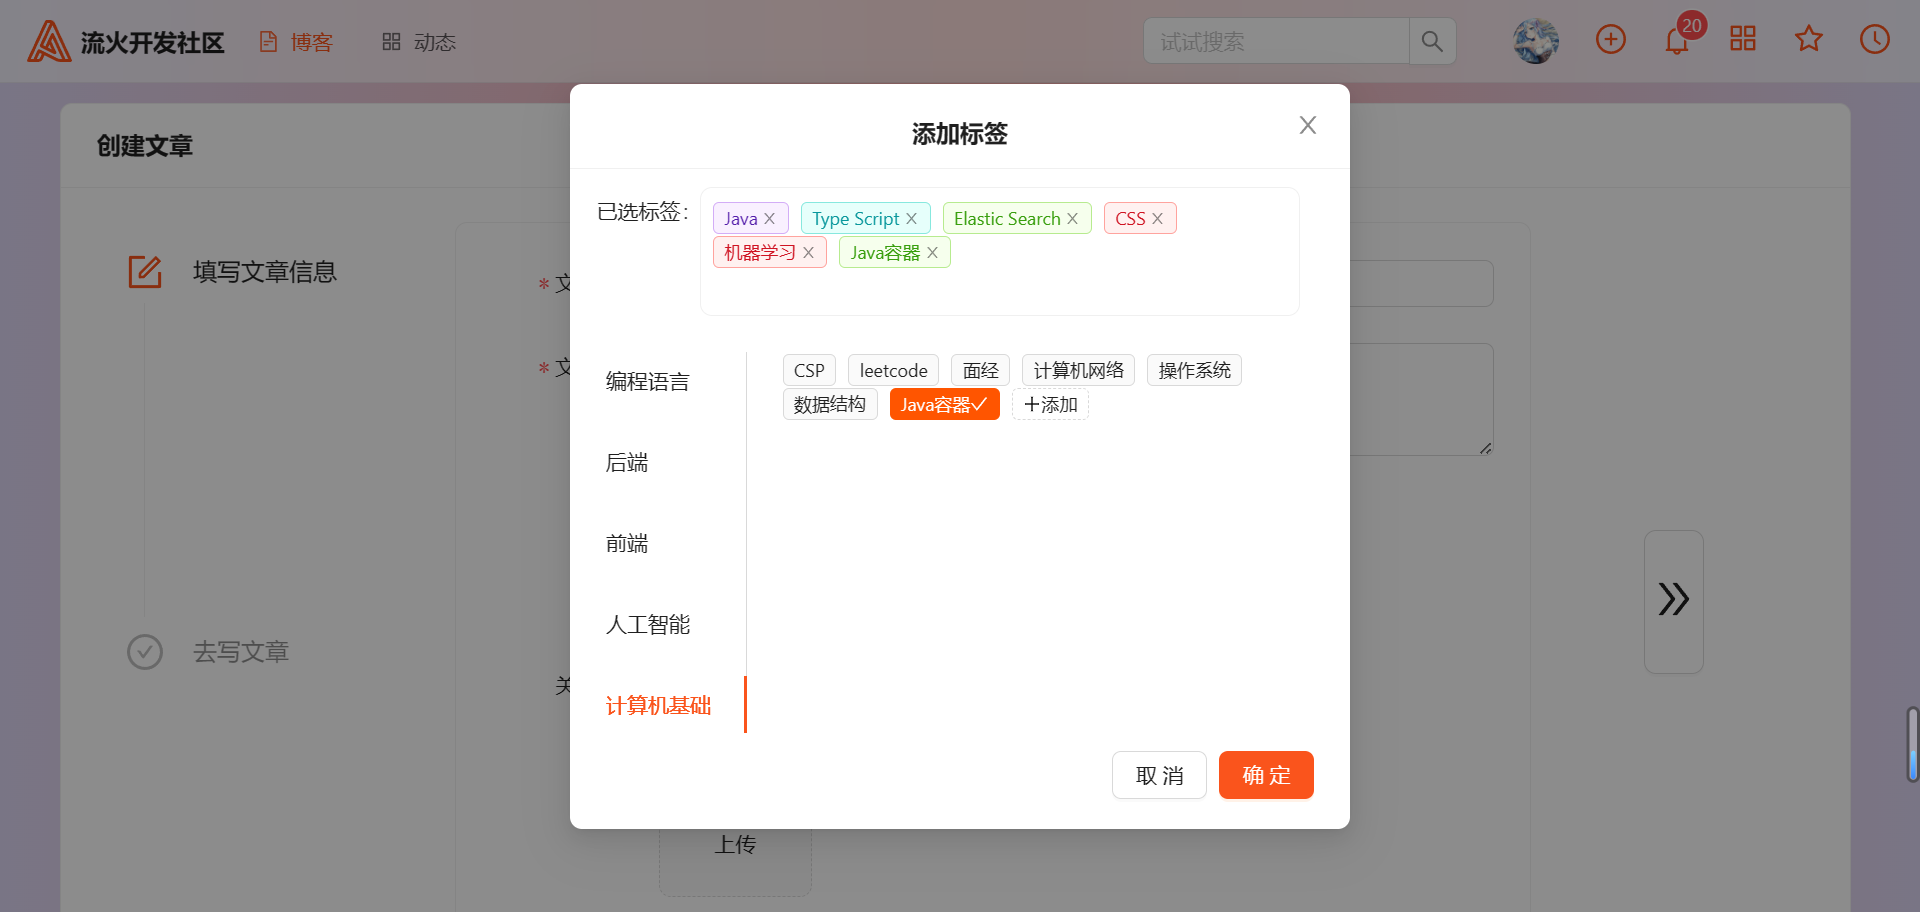 流火开发社区 博客 动态 试试搜索 20
创建文章
添加标签
已选标签： Java Type Script Elastic Search CSS
机器学习 Java容器
填写文章信息
* 文
* 文
编程语言
后端
前端
人工智能
计算机基础
CSP leetcode 面经 计算机网络 操作系统
数据结构 Java容器 添加
去写文章
关
取 消 确 定
上传